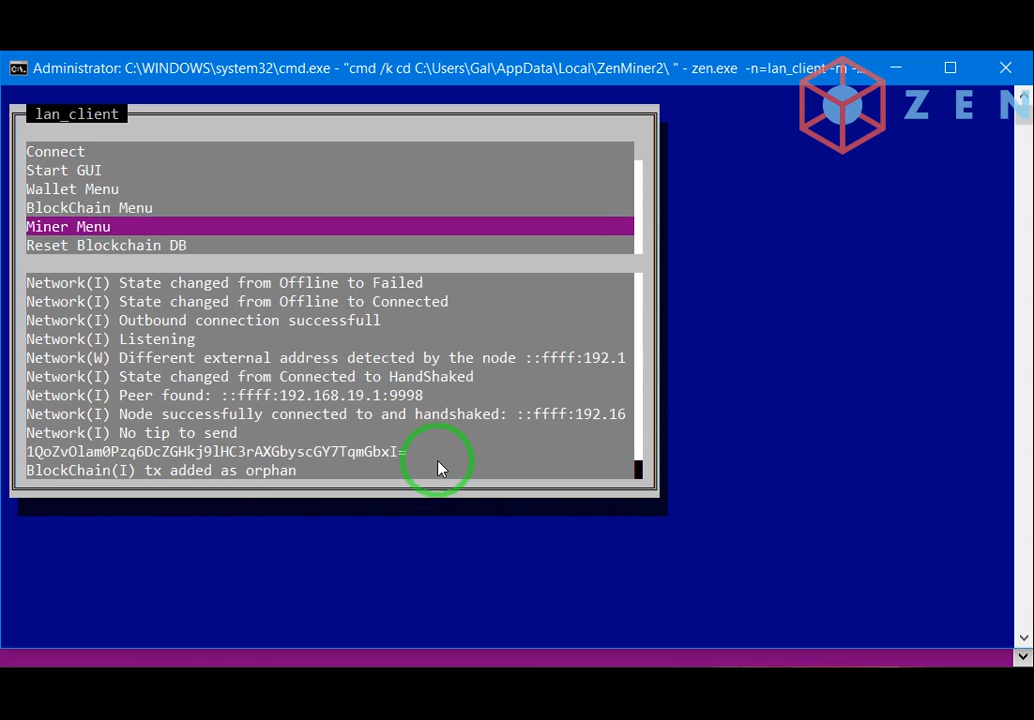 Administrator: C:\WINDOWS\system32\cmd.exe - "cmd /k cd C:\Users\Gal\AppData\Local\ZenMiner2\ " - zen.exe -n=lan_client -m -...
ZEN
lan_client
Connect
Start GUI
Wallet Menu
BlockChain Menu
Miner Menu
Reset Blockchain DB
Network(I) State changed from Offline to Failed
Network(I) State changed from Offline to Connected
Network(I) Outbound connection successfull
Network(I) Listening
Network(W) Different external address detected by the node ::ffff:192.1
Network(I) State changed from Connected to HandShaked
Network(I) Peer found: ::ffff:192.168.19.1:9998
Network(I) Node successfully connected to and handshaked: ::ffff:192.16
Network(I) No tip to send
1QoZvOlam0Pzq6DcZGHkj9lHC3rAXGbyscGY7TqmGbxI=
BlockChain(I) tx added as orphan